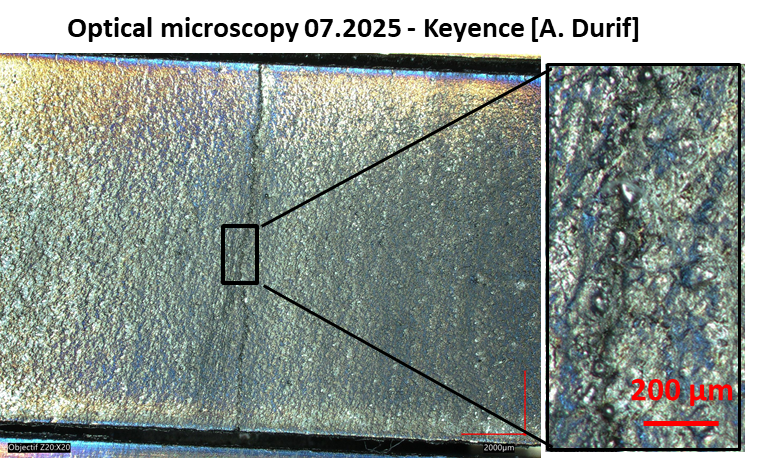 Optical microscopy 07.2025 - Keyence [A. Durif]
200 µm
Objectif Z20:X20
2000µm